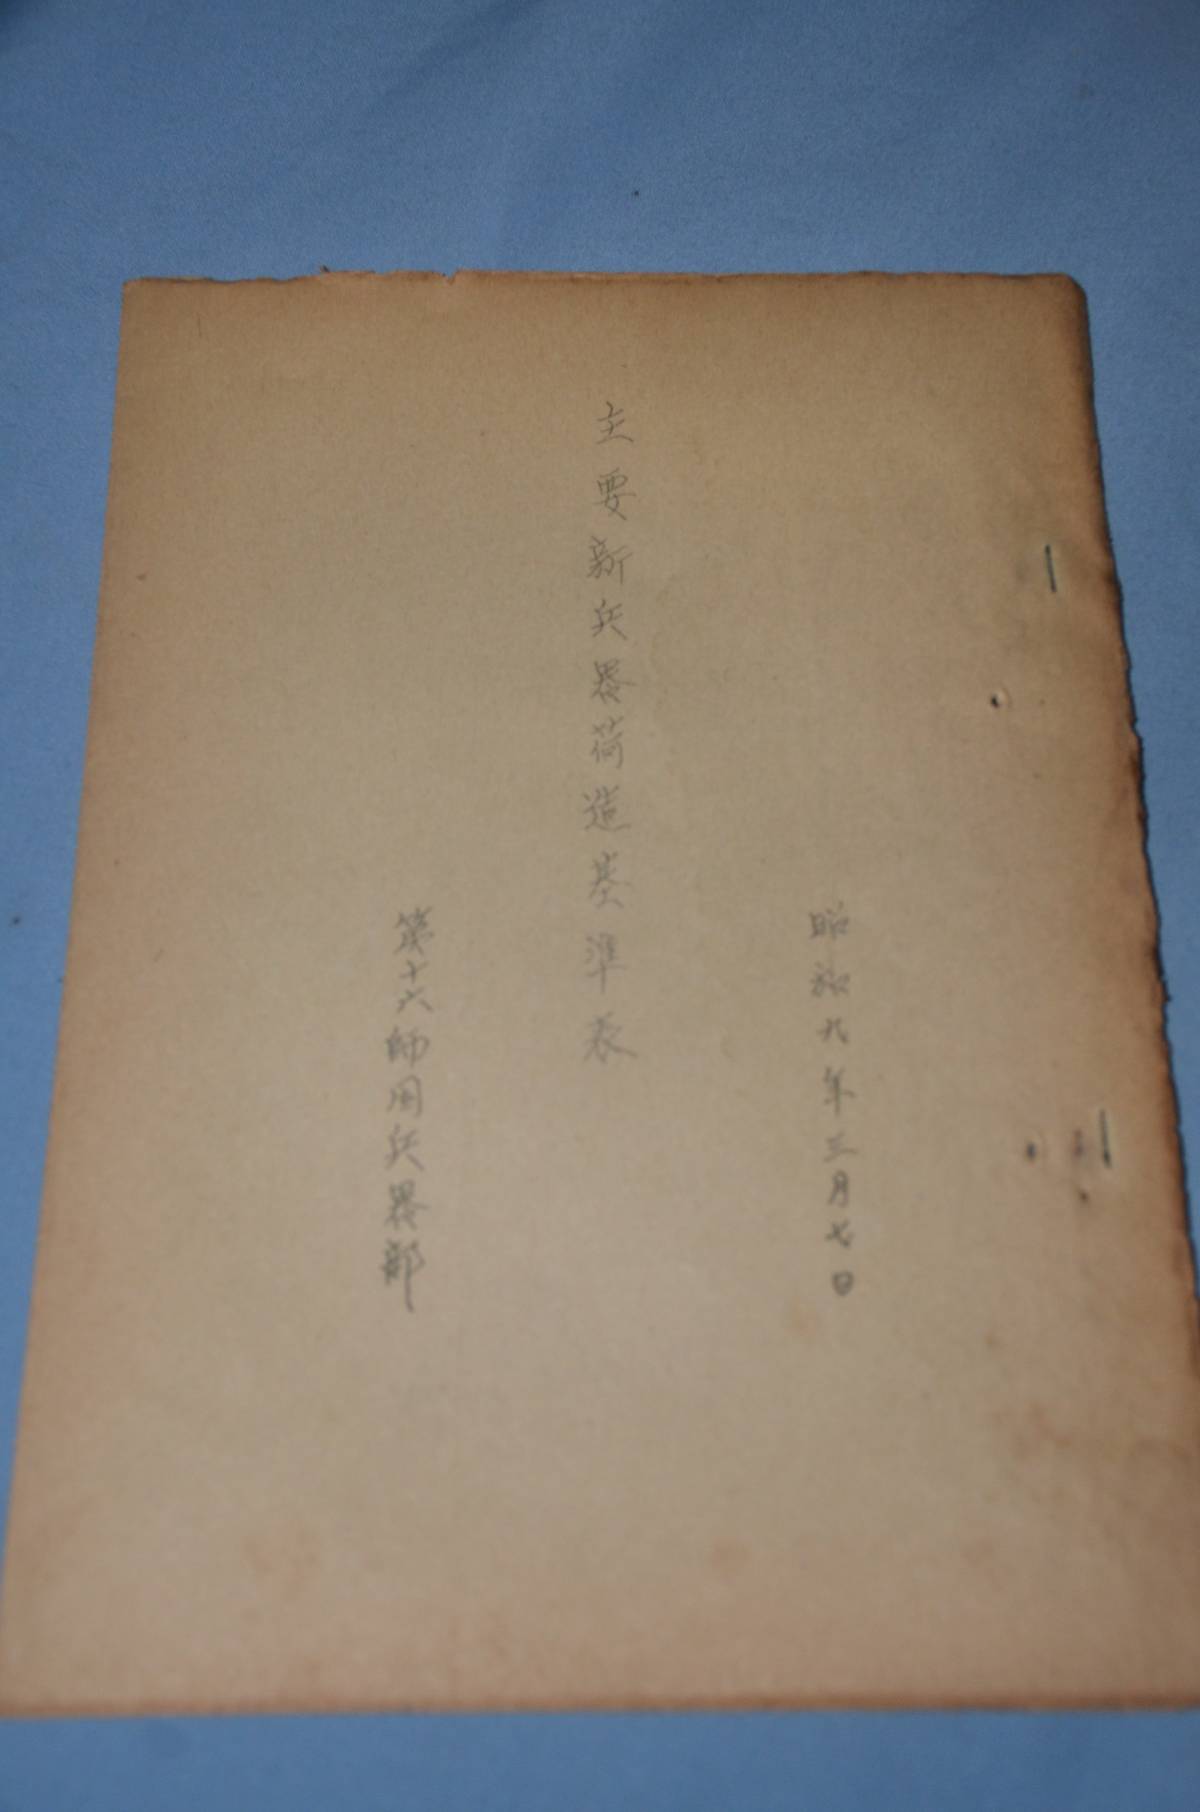 昭和九年三月七日
主要新兵器荷造基準表
第十六師団兵器部